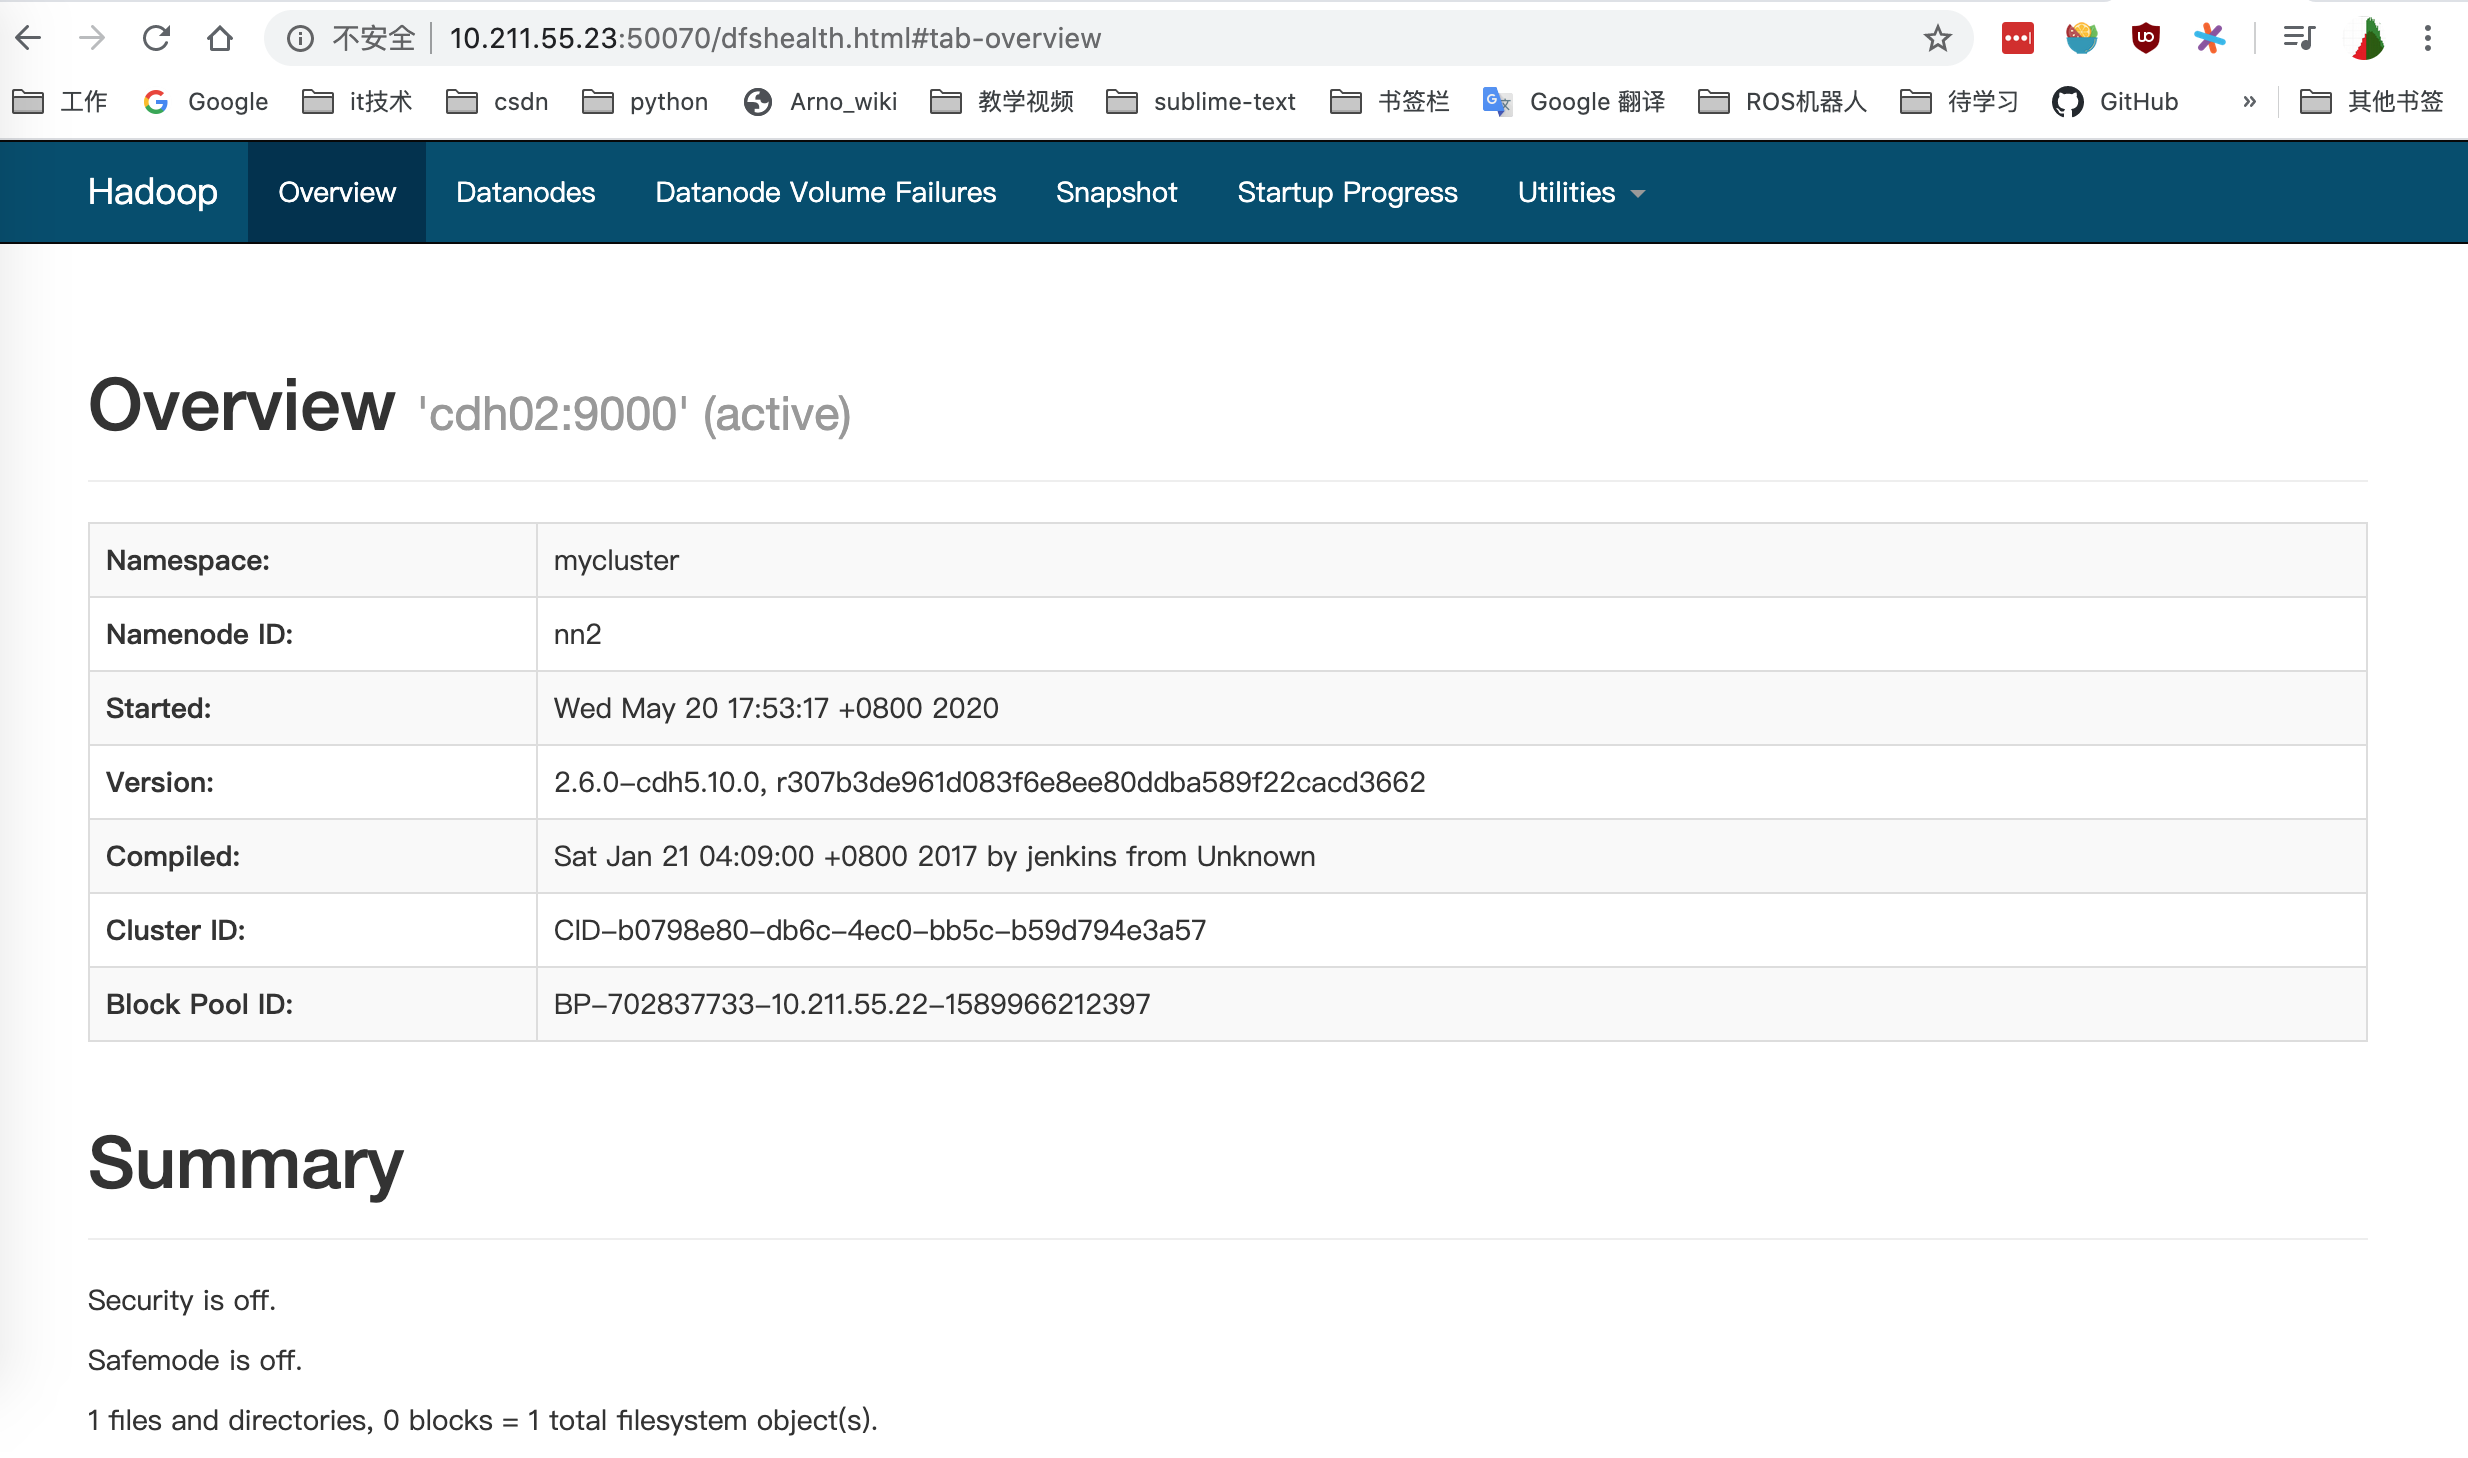 不安全 10.211.55.23:50070/dfshealth.html#tab-overview
工作 Google it技术 csdn python Arno_wiki 教学视频 sublime-text 书签栏 Google 翻译 ROS机器人 待学习 GitHub » 其他书签
Hadoop Overview Datanodes Datanode Volume Failures Snapshot Startup Progress Utilities
Overview 'cdh02:9000' (active)
Namespace: mycluster
Namenode ID: nn2
Started: Wed May 20 17:53:17 +0800 2020
Version: 2.6.0-cdh5.10.0, r307b3de961d083f6e8ee80ddba589f22cacd3662
Compiled: Sat Jan 21 04:09:00 +0800 2017 by jenkins from Unknown
Cluster ID: CID-b0798e80-db6c-4ec0-bb5c-b59d794e3a57
Block Pool ID: BP-702837733-10.211.55.22-1589966212397
Summary
Security is off.
Safemode is off.
1 files and directories, 0 blocks = 1 total filesystem object(s).